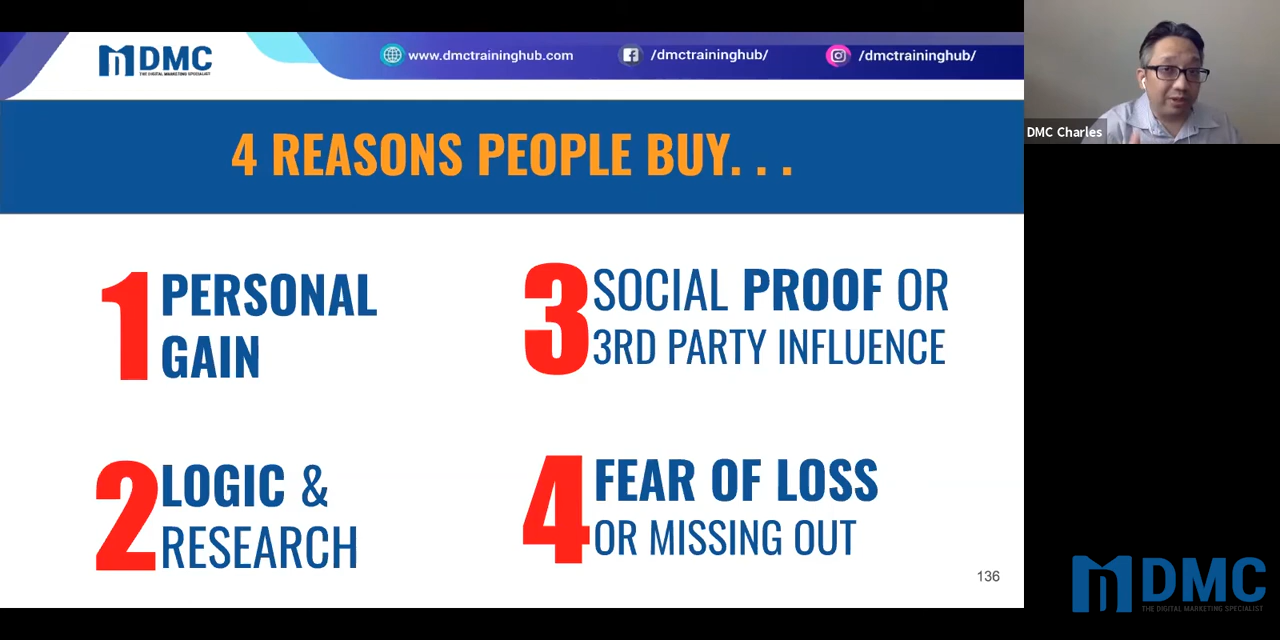 DMC
THE DIGITAL MARKETING SPECIALIST
www.dmctraininghub.com
/dmctraininghub/
/dmctraininghub/
DMC Charles
4 REASONS PEOPLE BUY. . .
1 PERSONAL
GAIN
2 LOGIC &
RESEARCH
3 SOCIAL PROOF OR
3RD PARTY INFLUENCE
4 FEAR OF LOSS
OR MISSING OUT
136
DMC
THE DIGITAL MARKETING SPECIALIST